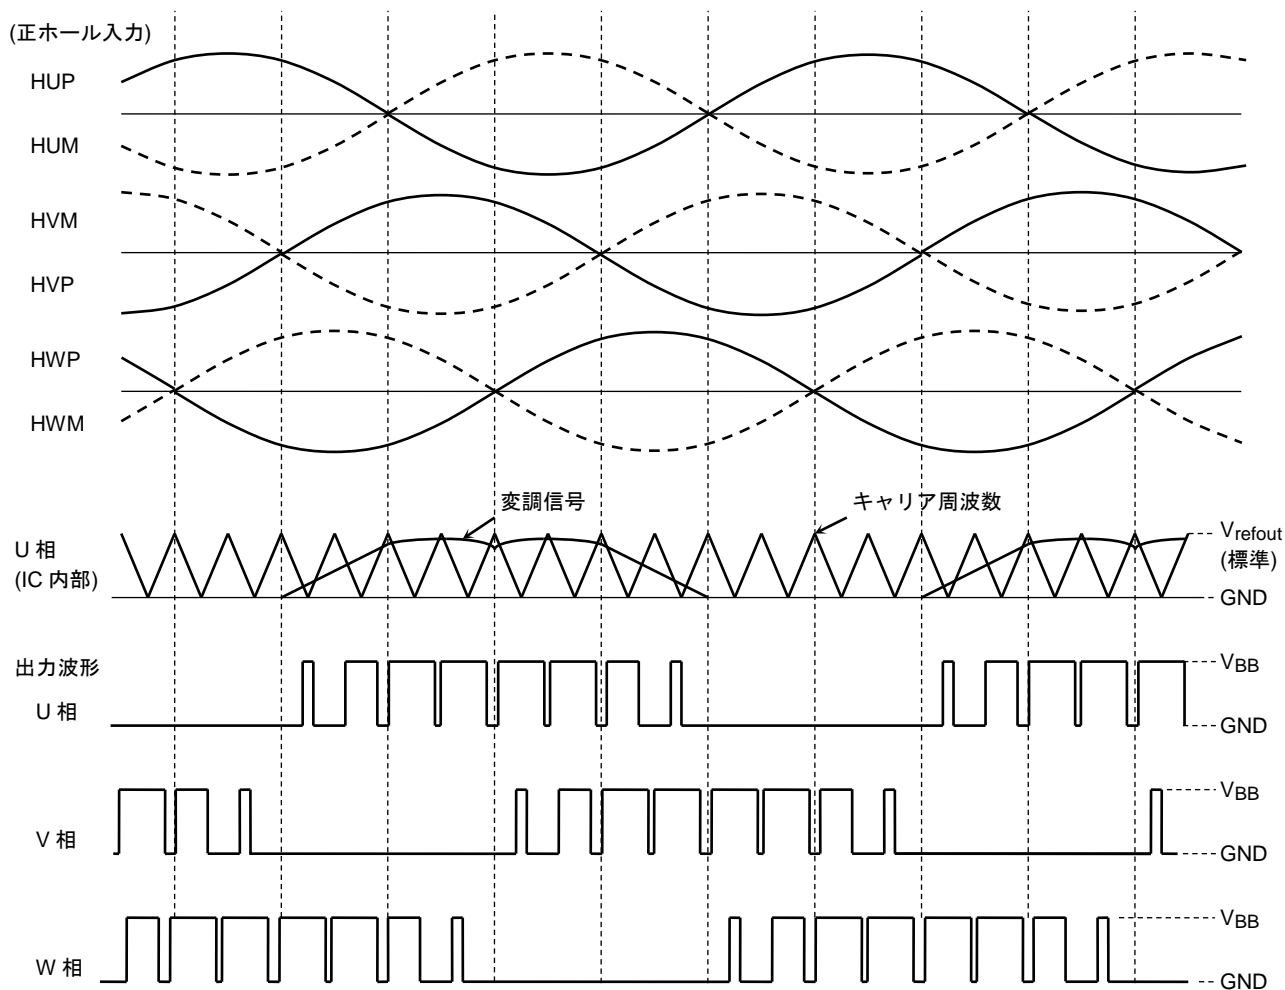 (正ホール入力)
HUP
HUM
HVM
HVP
HWP
HWM
変調信号
キャリア周波数
U 相
(IC 内部)
Vrefout
(標準)
GND
出力波形
U 相
VBB
GND
V 相
VBB
GND
W 相
VBB
GND